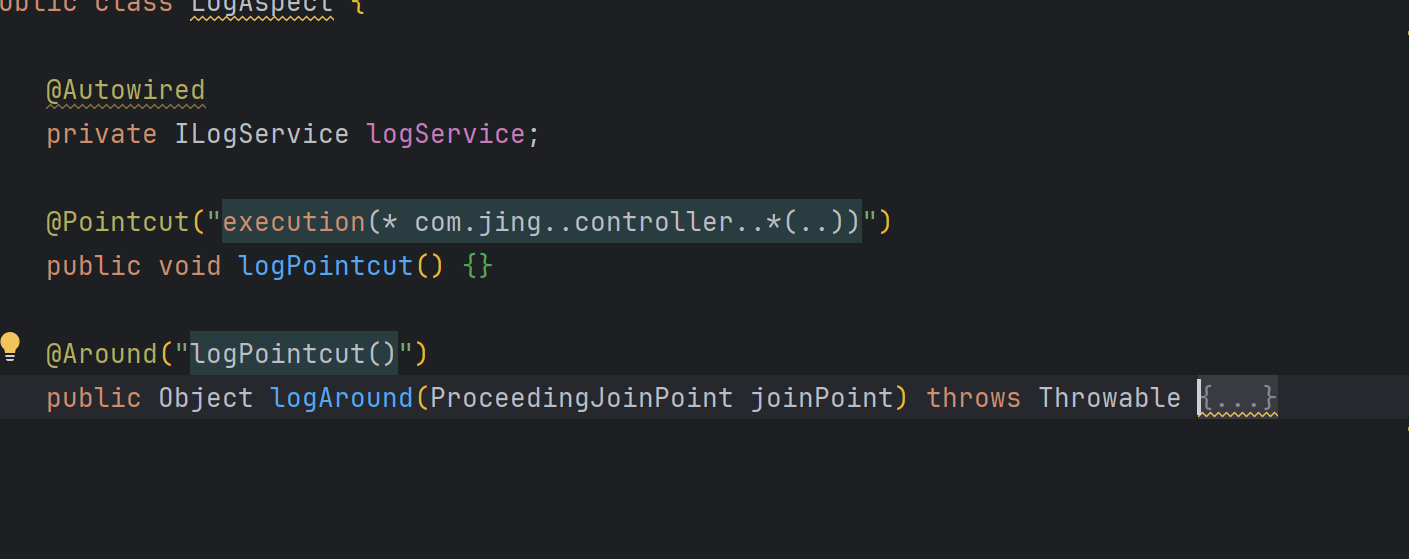 public class LogAspect {
@Autowired
private ILogService logService;
@Pointcut("execution(* com.jing..controller..*(..))")
public void logPointcut() {}
@Around("logPointcut()")
public Object logAround(ProceedingJoinPoint joinPoint) throws Throwable {...}